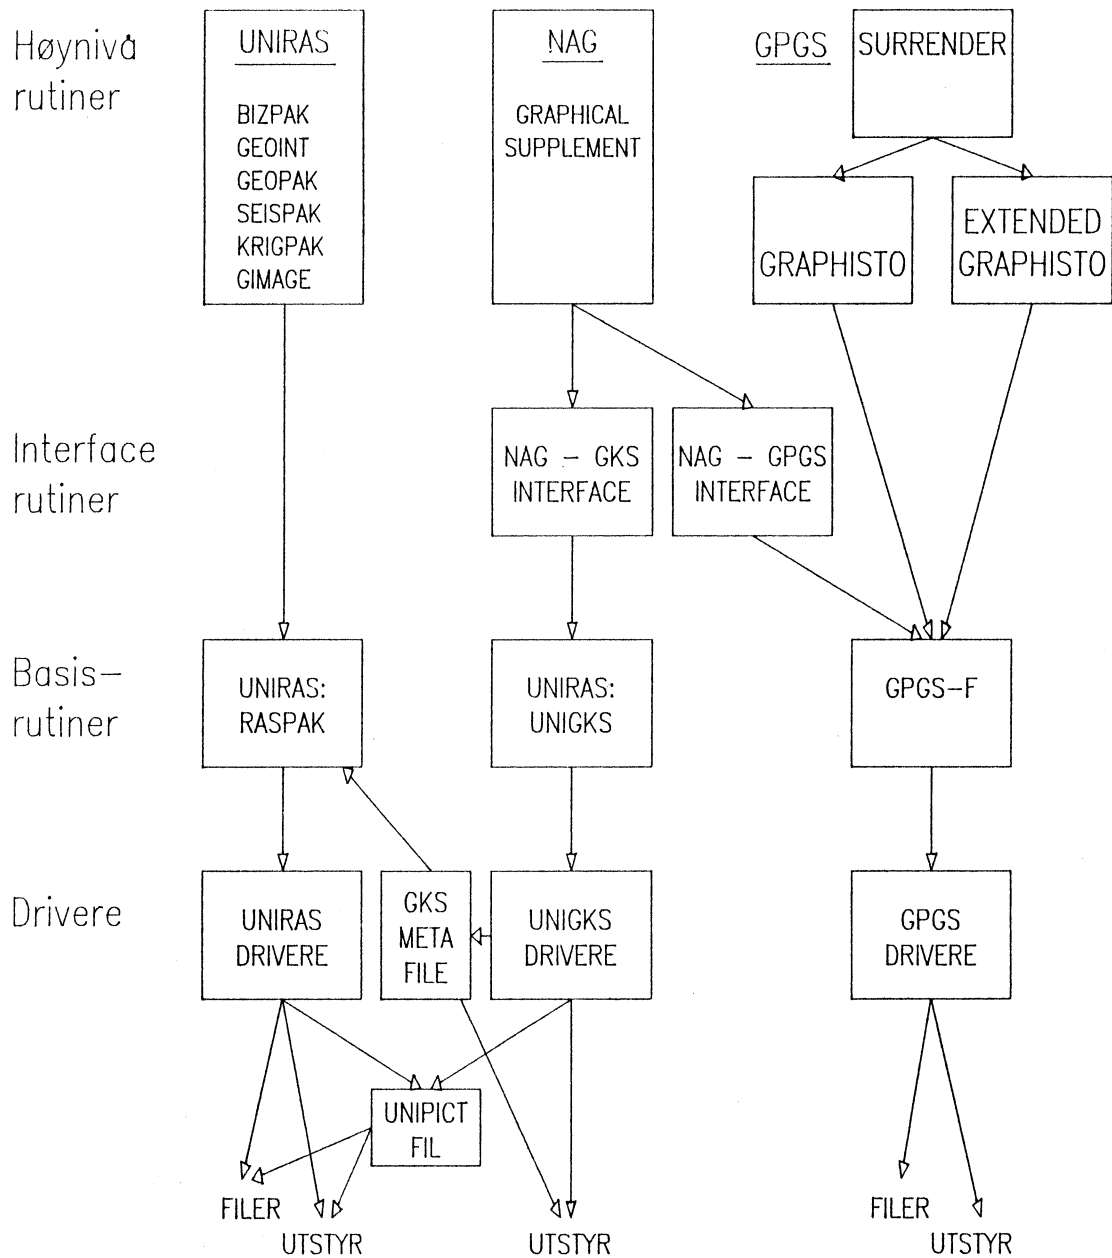 Høynivå
rutiner
UNIRAS
BIZPAK
GEOINT
GEOPAK
SEISPAK
KRIGPAK
GIMAGE
NAG
GRAPHICAL
SUPPLEMENT
GPGS
SURRENDER
GRAPHISTO
EXTENDED
GRAPHISTO
Interface
rutiner
NAG – GKS
INTERFACE
NAG – GPGS
INTERFACE
Basis–
rutiner
UNIRAS:
RASPAK
UNIRAS:
UNIGKS
GPGS–F
Drivere
UNIRAS
DRIVERE
GKS
META
FILE
UNIGKS
DRIVERE
GPGS
DRIVERE
UNIPICT
FIL
FILER
UTSTYR
UTSTYR
FILER
UTSTYR